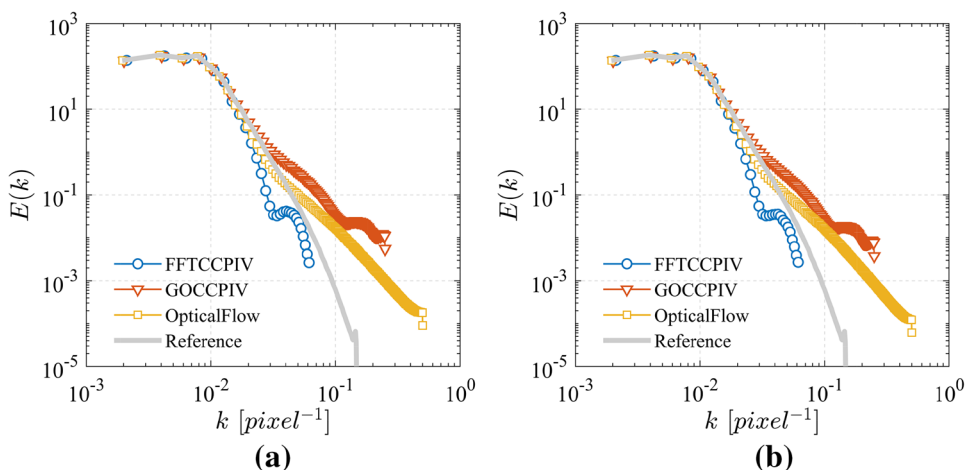 10^3
10^1
10^-1
10^-3
10^-5
E(k)
FFTCCPIV
GOCCPIV
OpticalFlow
Reference
10^-3 10^-2 10^-1 10^0
k [pixel^-1]
(a)
10^3
10^1
10^-1
10^-3
10^-5
E(k)
FFTCCPIV
GOCCPIV
OpticalFlow
Reference
10^-3 10^-2 10^-1 10^0
k [pixel^-1]
(b)